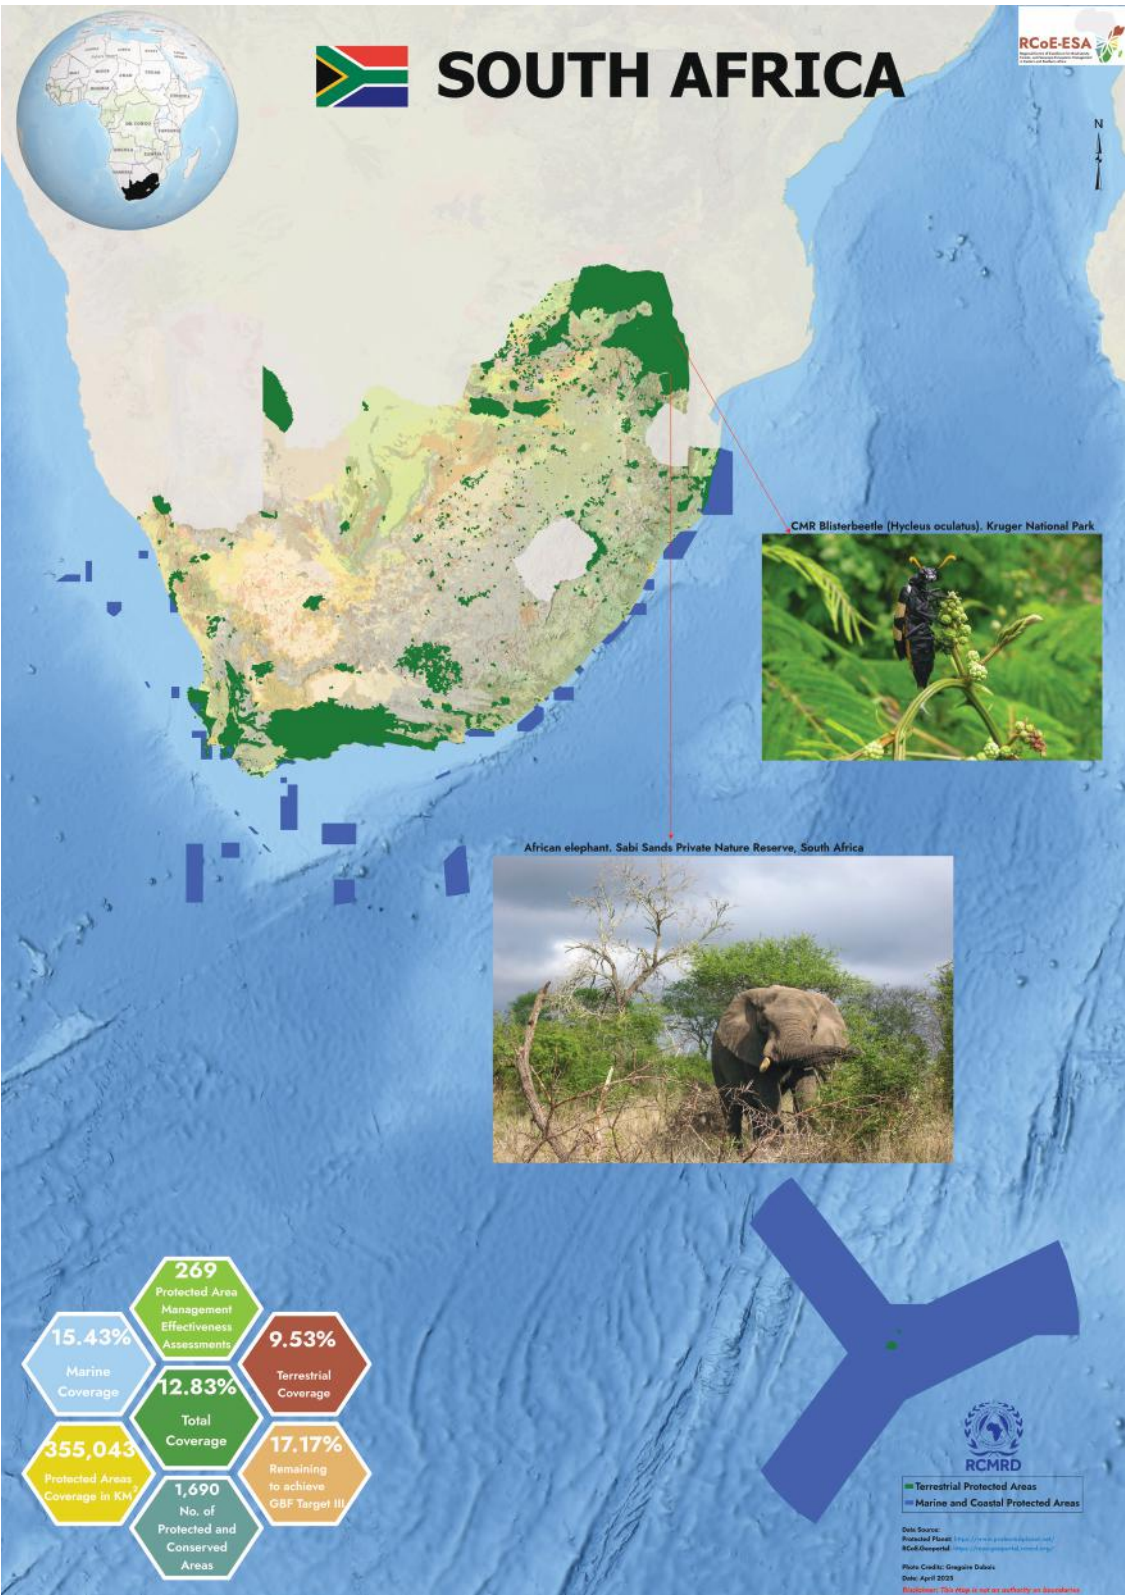 SOUTH AFRICA
RCoE-ESA
N
CMR Blisterbeetle (Hycleus oculatus). Kruger National Park
African elephant. Sabi Sands Private Nature Reserve, South Africa
269
Protected Area
Management
Effectiveness
Assessments
15.43%
Marine
Coverage
9.53%
Terrestrial
Coverage
12.83%
Total
Coverage
355,043
Protected Areas
Coverage in KM²
17.17%
Remaining
to achieve
GBF Target III
1,690
No. of
Protected and
Conserved
Areas
RCMRD
Terrestrial Protected Areas
Marine and Coastal Protected Areas
Data Source:
Protected Planet:
RCoE-Geoportal:
Photo Credits: Gregoire Dubois
Date: April 2025
Disclaimer: This Map is not an authority on boundaries